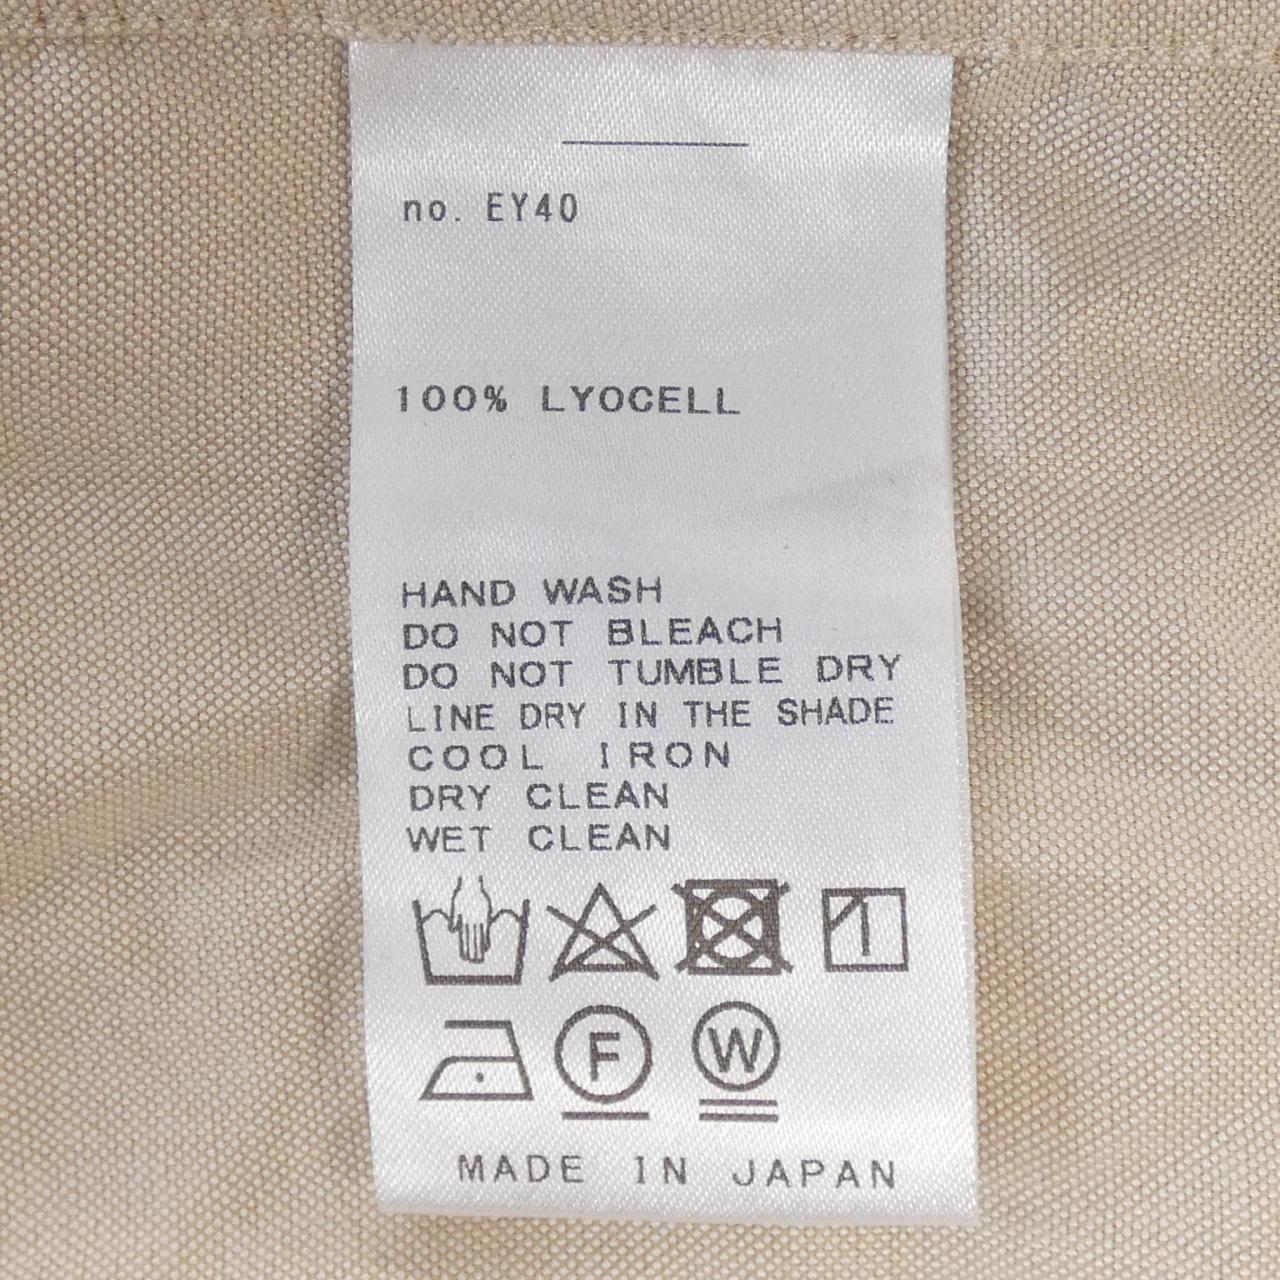 no. EY40
100% LYOCELL
HAND WASH
DO NOT BLEACH
DO NOT TUMBLE DRY
LINE DRY IN THE SHADE
COOL IRON
DRY CLEAN
WET CLEAN
F W
MADE IN JAPAN